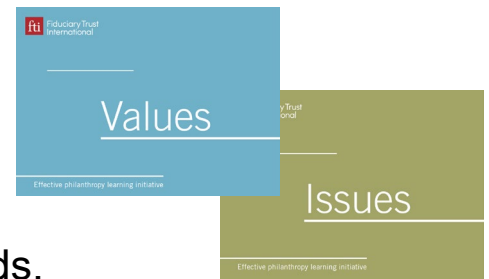 fti Fiduciary Trust
International
Values
Effective philanthropy learning initiative
y Trust
onal
Issues
Effective philanthropy learning initiative
ds.